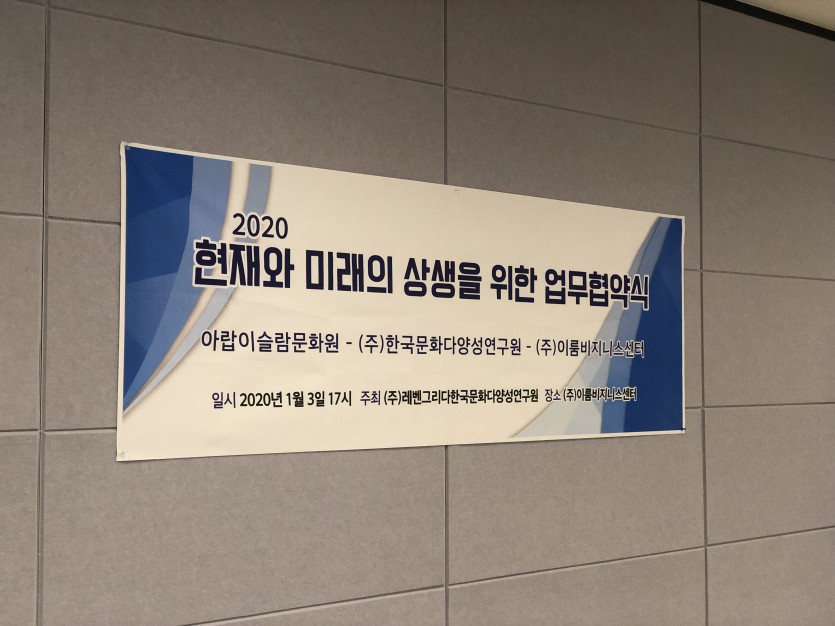 2020
현재와 미래의 상생을 위한 업무협약식
아랍이슬람문화원 - (주)한국문화다양성연구원 - (주)이룸비지니스센터
일시 2020년 1월 3일 17시 주최 (주)레벤그리다한국문화다양성연구원 장소 (주)이룸비지니스센터